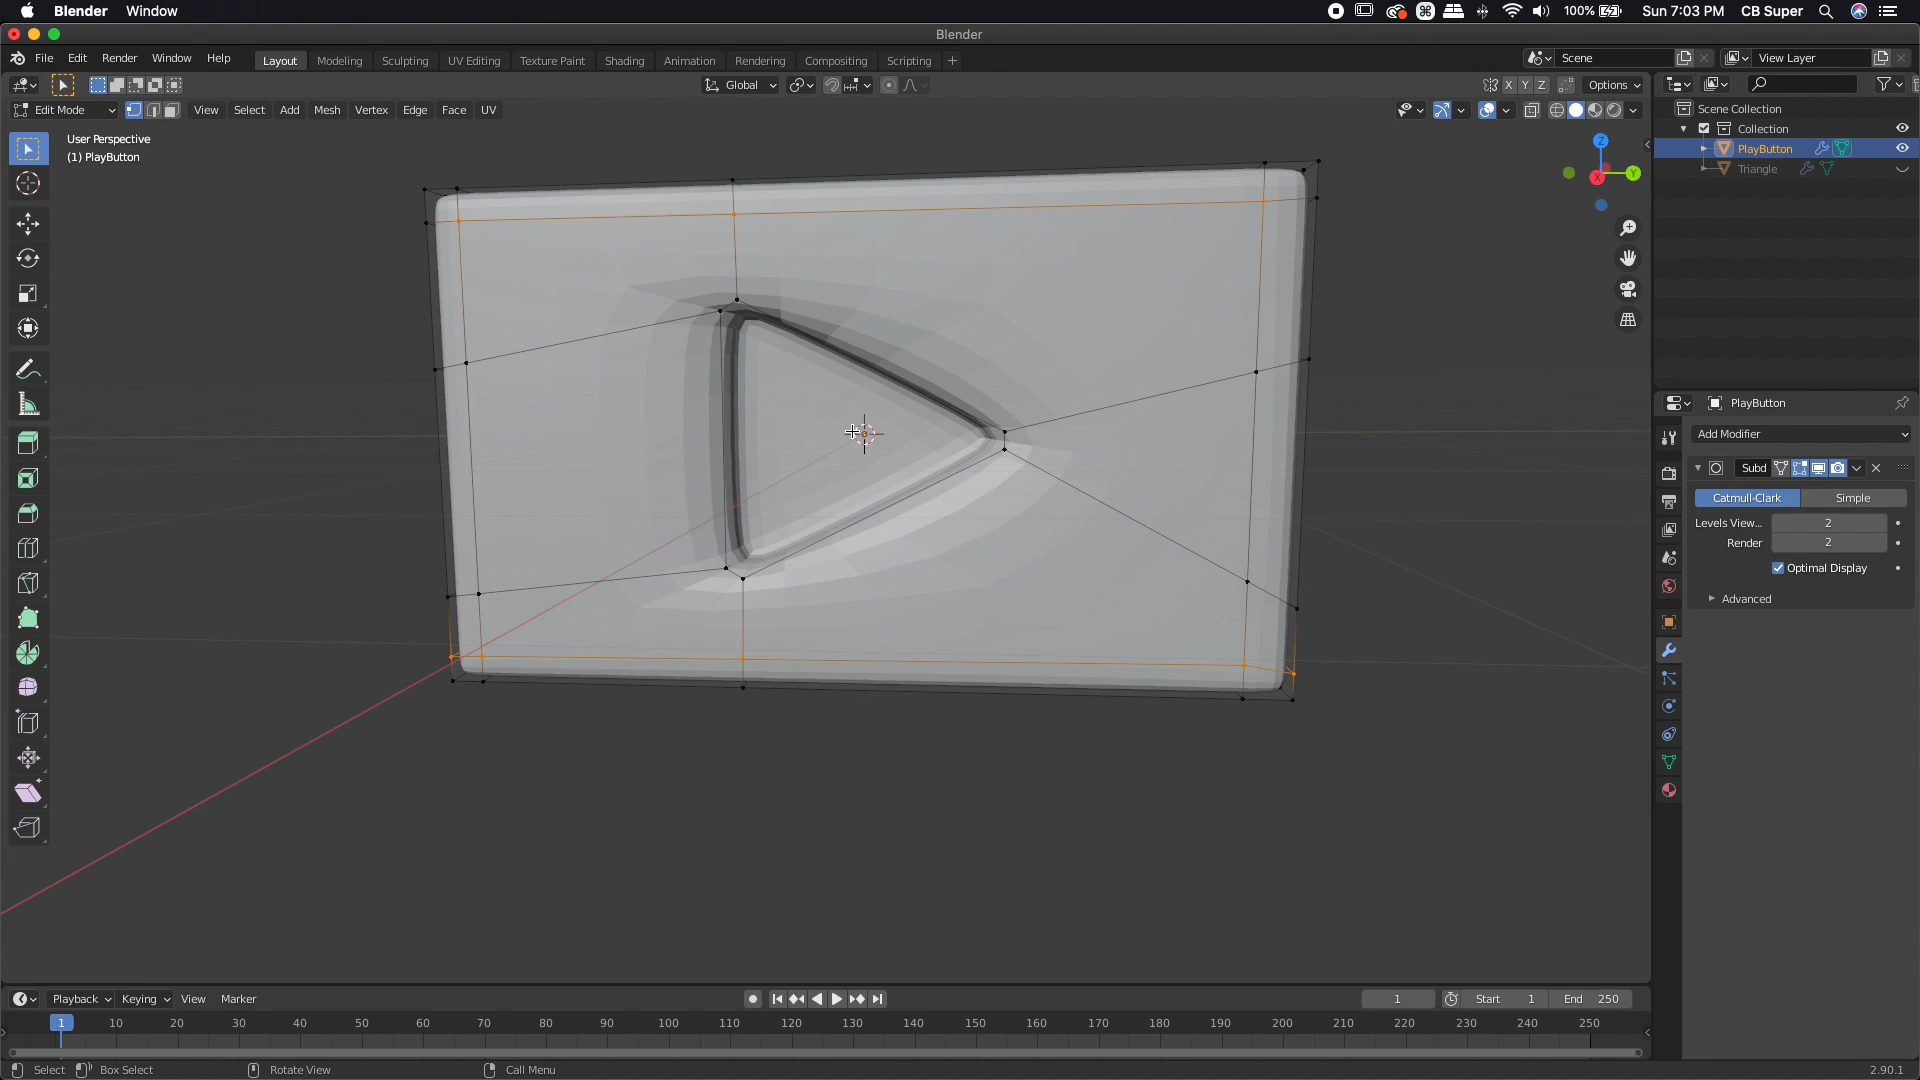 Blender Window 100% Sun 7:03 PM CB Super
Blender
File Edit Render Window Help Layout Modeling Sculpting UV Editing Texture Paint Shading Animation Rendering Compositing Scripting + Scene View Layer
Global X Y Z Options
Edit Mode View Select Add Mesh Vertex Edge Face UV
User Perspective
(1) PlayButton
Z
Y
X
Scene Collection
Collection
PlayButton
Triangle
PlayButton
Add Modifier
Subd
Catmull-Clark Simple
Levels View... 2
Render 2
Optimal Display
Advanced
Playback Keying View Marker 1 Start 1 End 250
1 10 20 30 40 50 60 70 80 90 100 110 120 130 140 150 160 170 180 190 200 210 220 230 240 250
Select Box Select Rotate View Call Menu 2.90.1